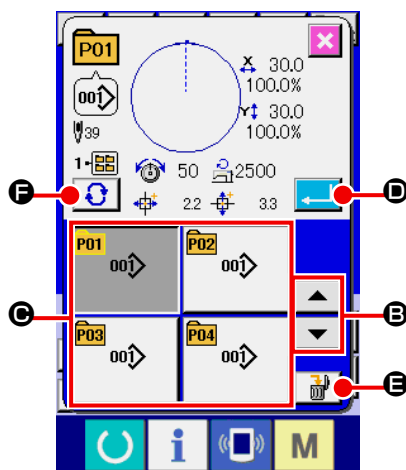 P01
X 30.0
100.0%
001
Y 30.0
100.0%
39
1-
50 2500
F
D
2.2 3.3
P01 P02
001 001
C
B
P03 P04
001 001
E
i M